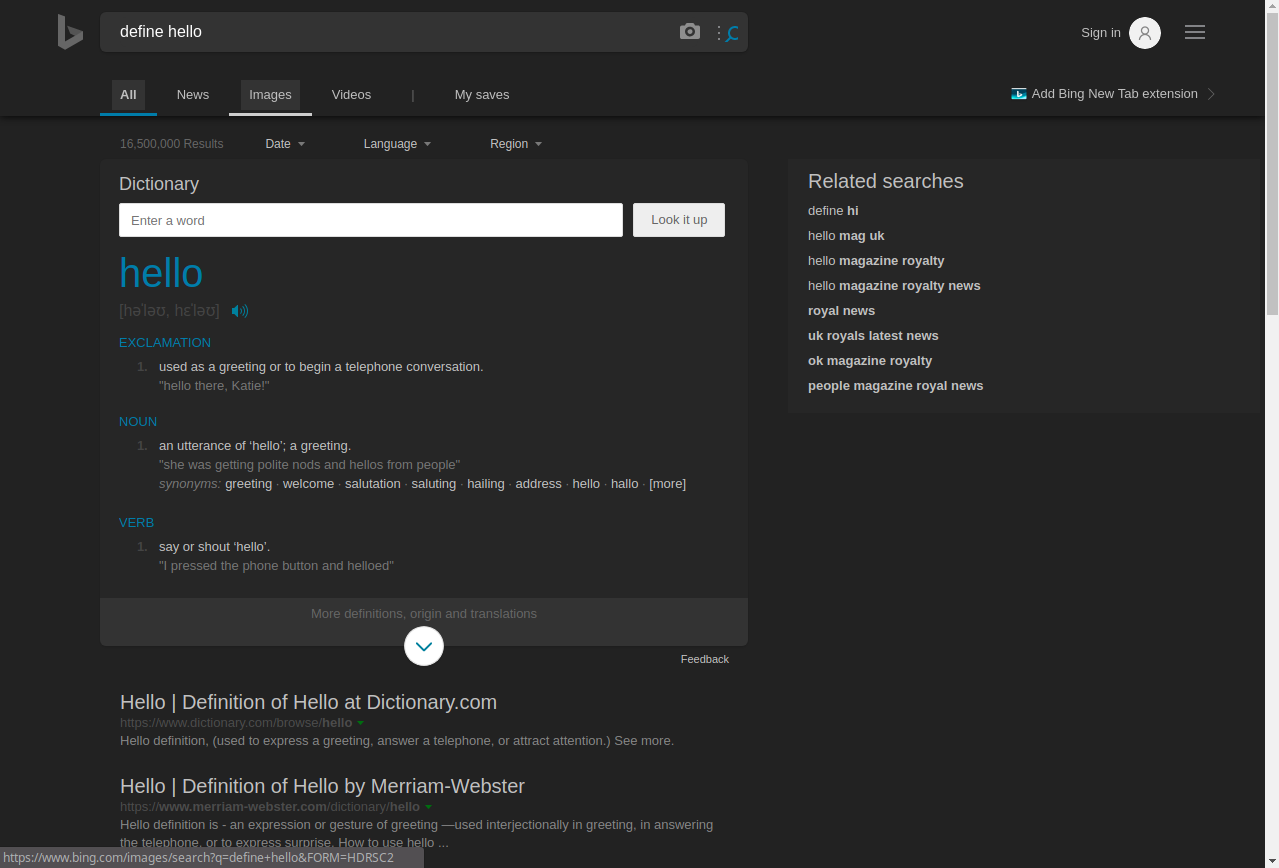 define hello
Sign in
All
News
Images
Videos
|
My saves
Add Bing New Tab extension
16,500,000 Results
Date
Language
Region
Dictionary
Enter a word
Look it up
hello
[həˈləʊ, hɛˈləʊ]
EXCLAMATION
1. used as a greeting or to begin a telephone conversation.
"hello there, Katie!"
NOUN
1. an utterance of ‘hello’; a greeting.
"she was getting polite nods and hellos from people"
synonyms: greeting · welcome · salutation · saluting · hailing · address · hello · hallo · [more]
VERB
1. say or shout ‘hello’.
"I pressed the phone button and helloed"
More definitions, origin and translations
Feedback
Hello | Definition of Hello at Dictionary.com
https://www.dictionary.com/browse/hello
Hello definition, (used to express a greeting, answer a telephone, or attract attention.) See more.
Hello | Definition of Hello by Merriam-Webster
https://www.merriam-webster.com/dictionary/hello
Hello definition is - an expression or gesture of greeting —used interjectionally in greeting, in answering
the telephone, or to express surprise. How to use hello ...
Related searches
define hi
hello mag uk
hello magazine royalty
hello magazine royalty news
royal news
uk royals latest news
ok magazine royalty
people magazine royal news
https://www.bing.com/images/search?q=define+hello&FORM=HDRSC2